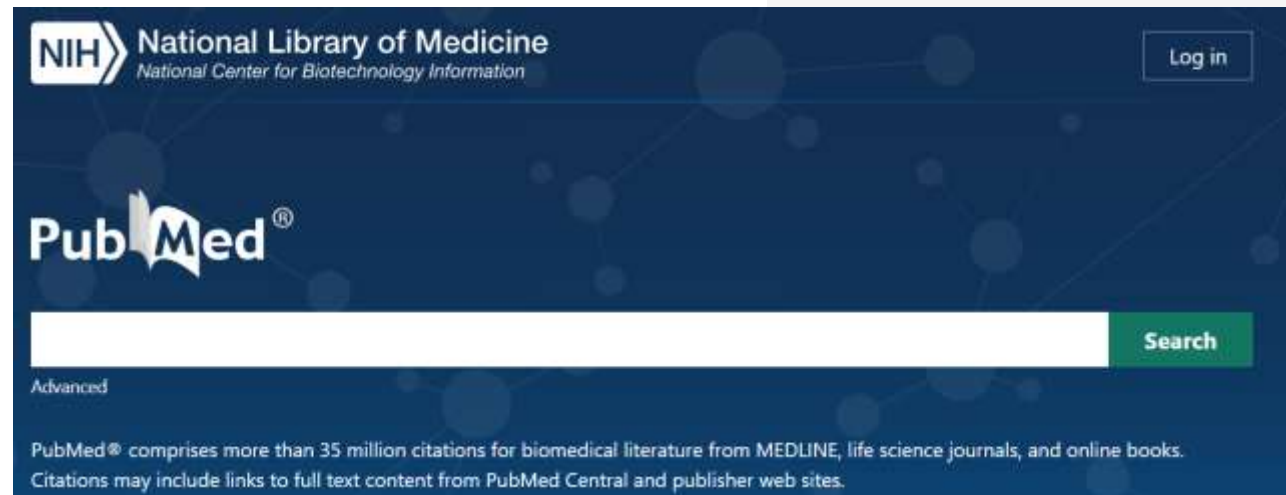 NIH National Library of Medicine
National Center for Biotechnology Information
Log in
PubMed®
Search
Advanced
PubMed® comprises more than 35 million citations for biomedical literature from MEDLINE, life science journals, and online books.
Citations may include links to full text content from PubMed Central and publisher web sites.